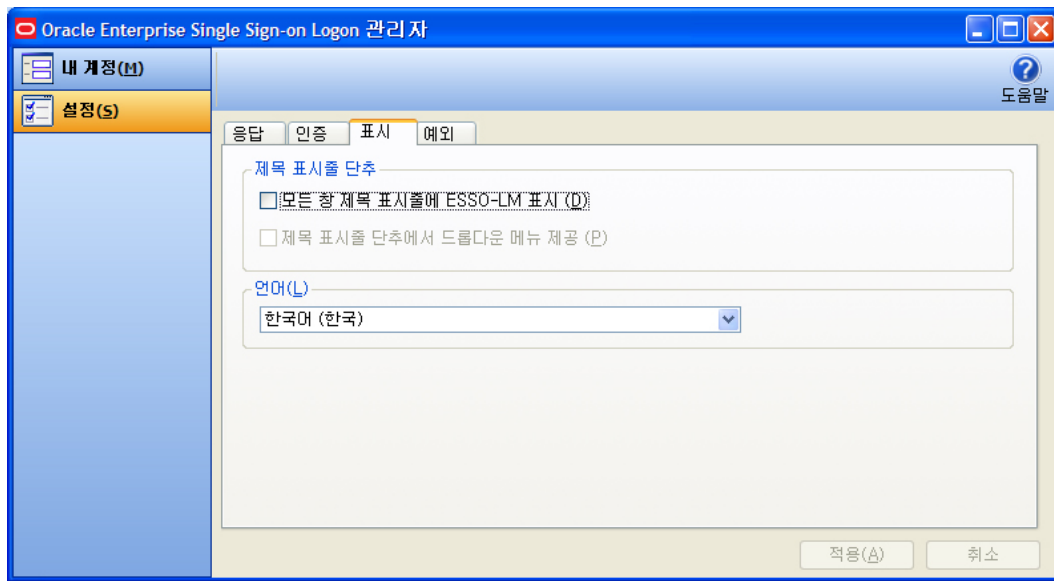 Oracle Enterprise Single Sign-on Logon 관리자
내 계정(M)
설정(S)
도움말
응답 인증 표시 예외
제목 표시줄 단추
모든 창 제목 표시줄에 ESSO-LM 표시 (D)
제목 표시줄 단추에서 드롭다운 메뉴 제공 (P)
언어(L)
한국어 (한국)
적용(A) 취소